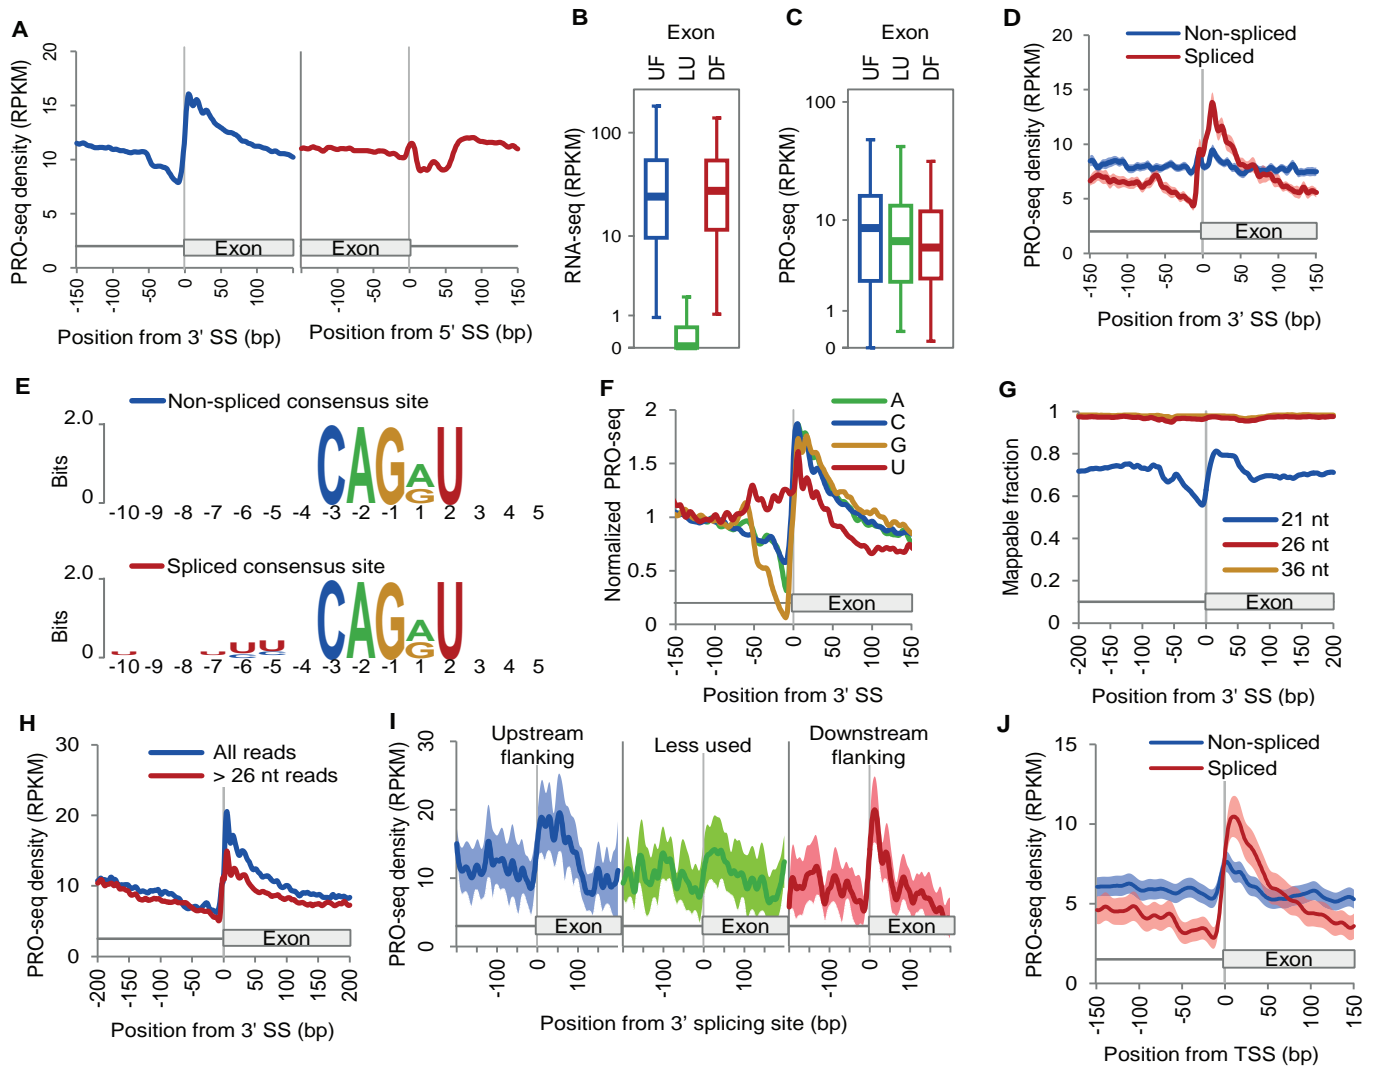 A
PRO-seq density (RPKM)
20
15
10
5
0
Exon
Exon
-150
-100
-50
0
50
100
-100
-50
0
50
100
150
Position from 3' SS (bp)
Position from 5' SS (bp)
B
Exon
UF
LU
DF
RNA-seq (RPKM)
100
10
1
0
C
Exon
UF
LU
DF
PRO-seq (RPKM)
100
10
1
0
D
Non-spliced
Spliced
PRO-seq density (RPKM)
20
15
10
5
0
Exon
-150
-100
-50
0
50
100
150
Position from 3' SS (bp)
E
Non-spliced consensus site
2.0
Bits
0
CAGAU
G
-10 -9 -8 -7 -6 -5 -4 -3 -2 -1 1 2 3 4 5
Spliced consensus site
2.0
Bits
0
U U U U CAGAU
C C G
-10 -9 -8 -7 -6 -5 -4 -3 -2 -1 1 2 3 4 5
F
A
C
G
U
Normalized PRO-seq
2
1.5
1
0.5
0
Exon
-150
-100
-50
0
50
100
150
Position from 3' SS
G
Mappable fraction
1
0.8
0.6
0.4
0.2
0
21 nt
26 nt
36 nt
Exon
-200
-150
-100
-50
0
50
100
150
200
Position from 3' SS (bp)
H
All reads
> 26 nt reads
PRO-seq density (RPKM)
30
20
10
0
Exon
-200
-150
-100
-50
0
50
100
150
200
Position from 3' SS (bp)
I
Upstream
flanking
Less used
Downstream
flanking
PRO-seq density (RPKM)
30
20
10
0
Exon
Exon
Exon
-100
0
100
-100
0
100
-100
0
100
Position from 3' splicing site (bp)
J
Non-spliced
Spliced
PRO-seq density (RPKM)
15
10
5
0
Exon
-150
-100
-50
0
50
100
150
Position from TSS (bp)